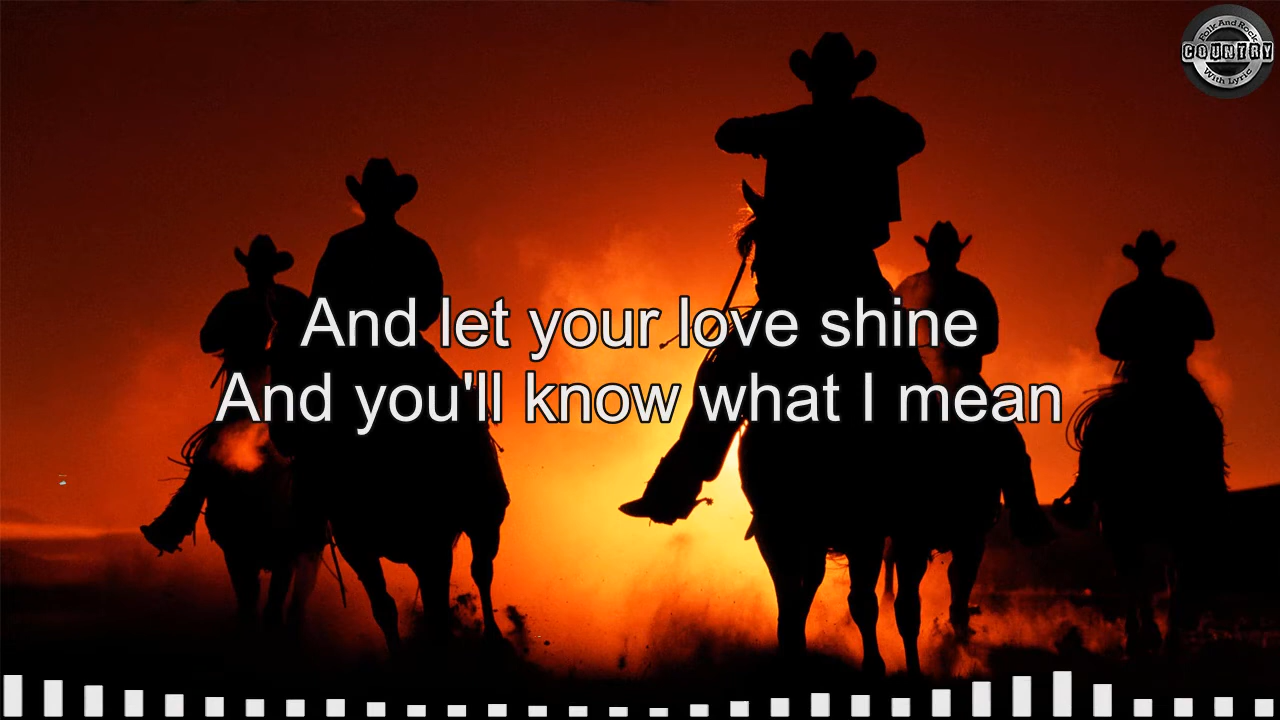 Folk And Rock
COUNTRY
With Lyric
And let your love shine
And you'll know what I mean